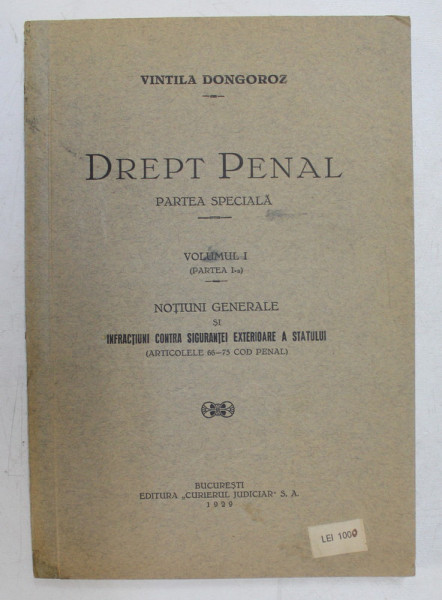 VINTILA DONGOROZ
DREPT PENAL
PARTEA SPECIALĂ
VOLUMUL I
(PARTEA I-a)
NOȚIUNI GENERALE
ȘI
INFRACȚIUNI CONTRA SIGURANȚEI EXTERIOARE A STATULUI
(ARTICOLELE 66—75 COD PENAL)
BUCUREȘTI
EDITURA „CURIERUL JUDICIAR" S. A.
1929
LEI 1000